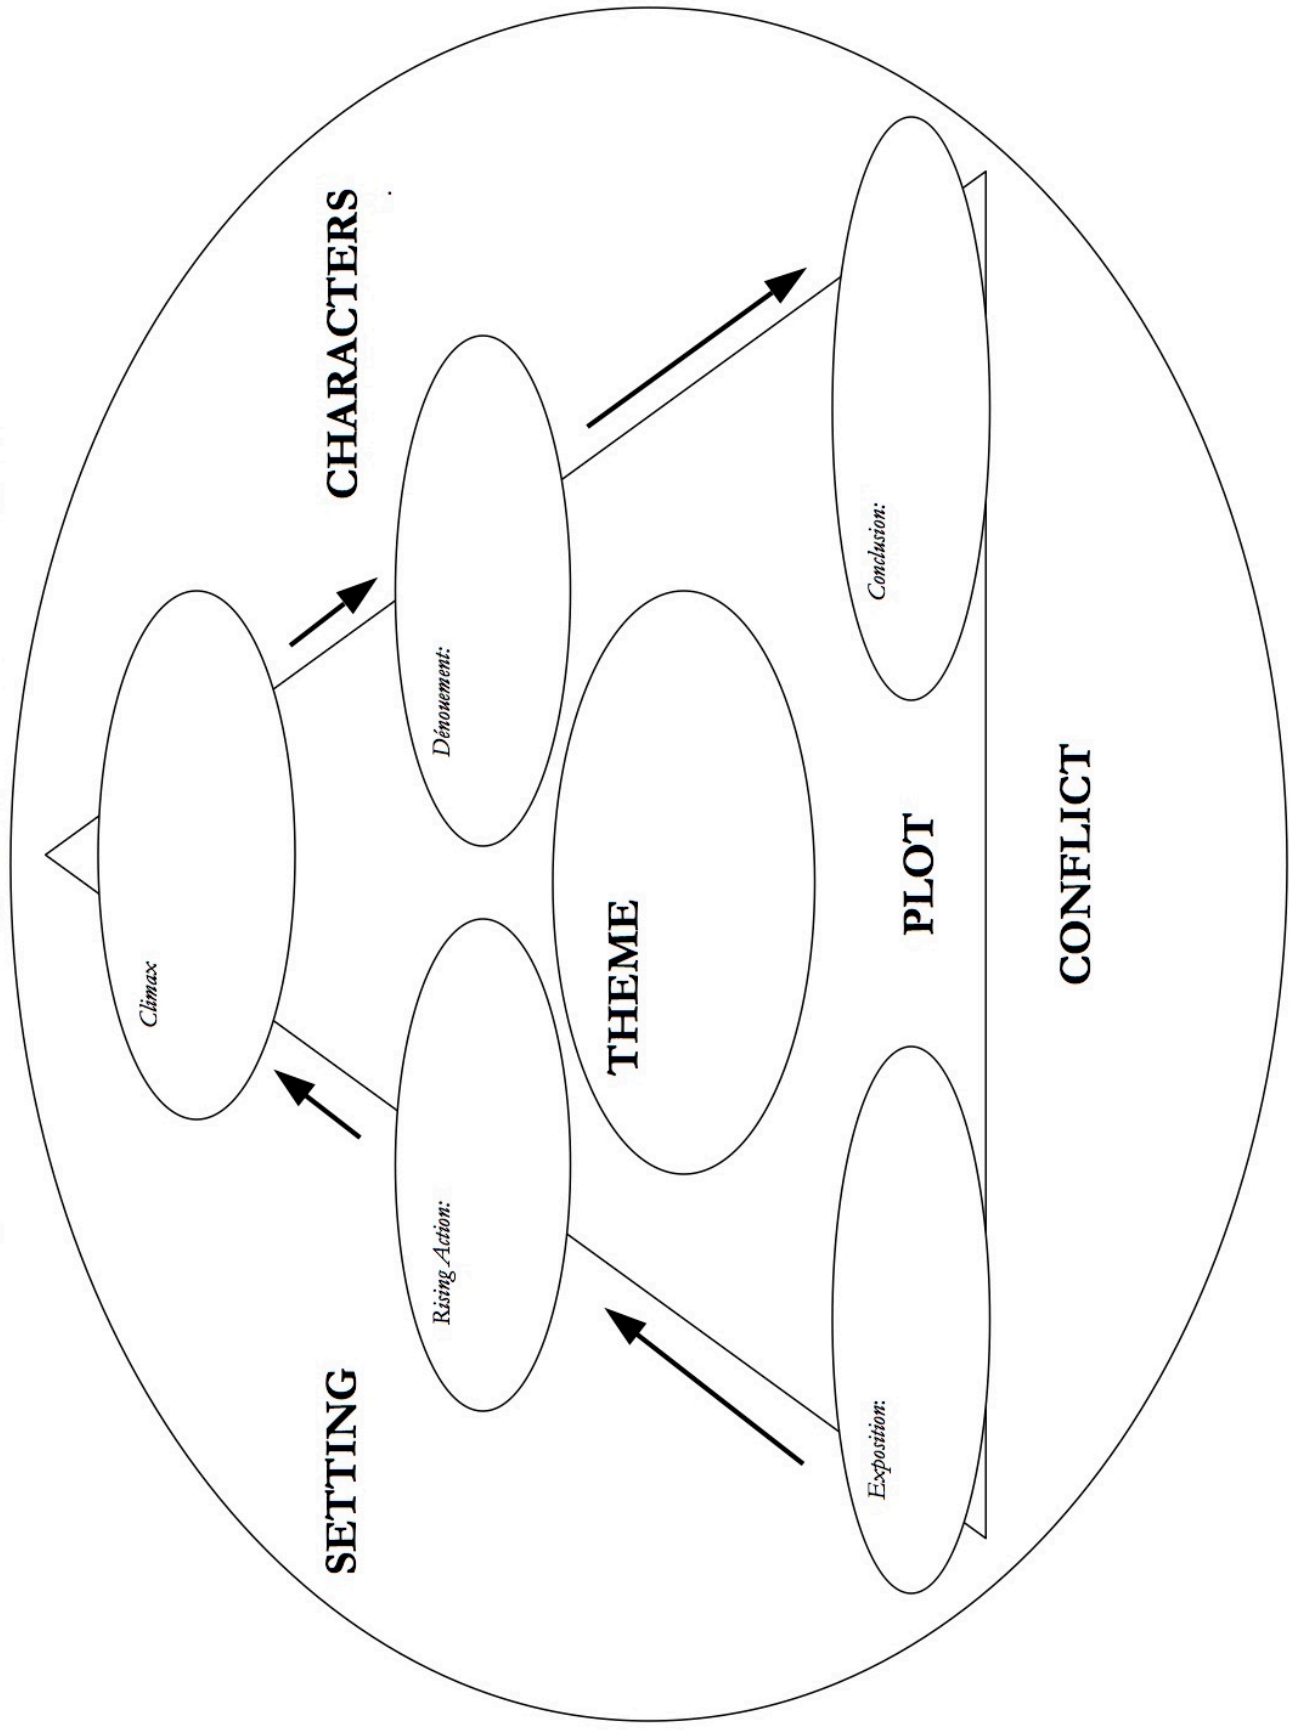 Climax
SETTING
CHARACTERS
Rising Action:
Dénouement:
THEME
Exposition:
Conclusion:
PLOT
CONFLICT